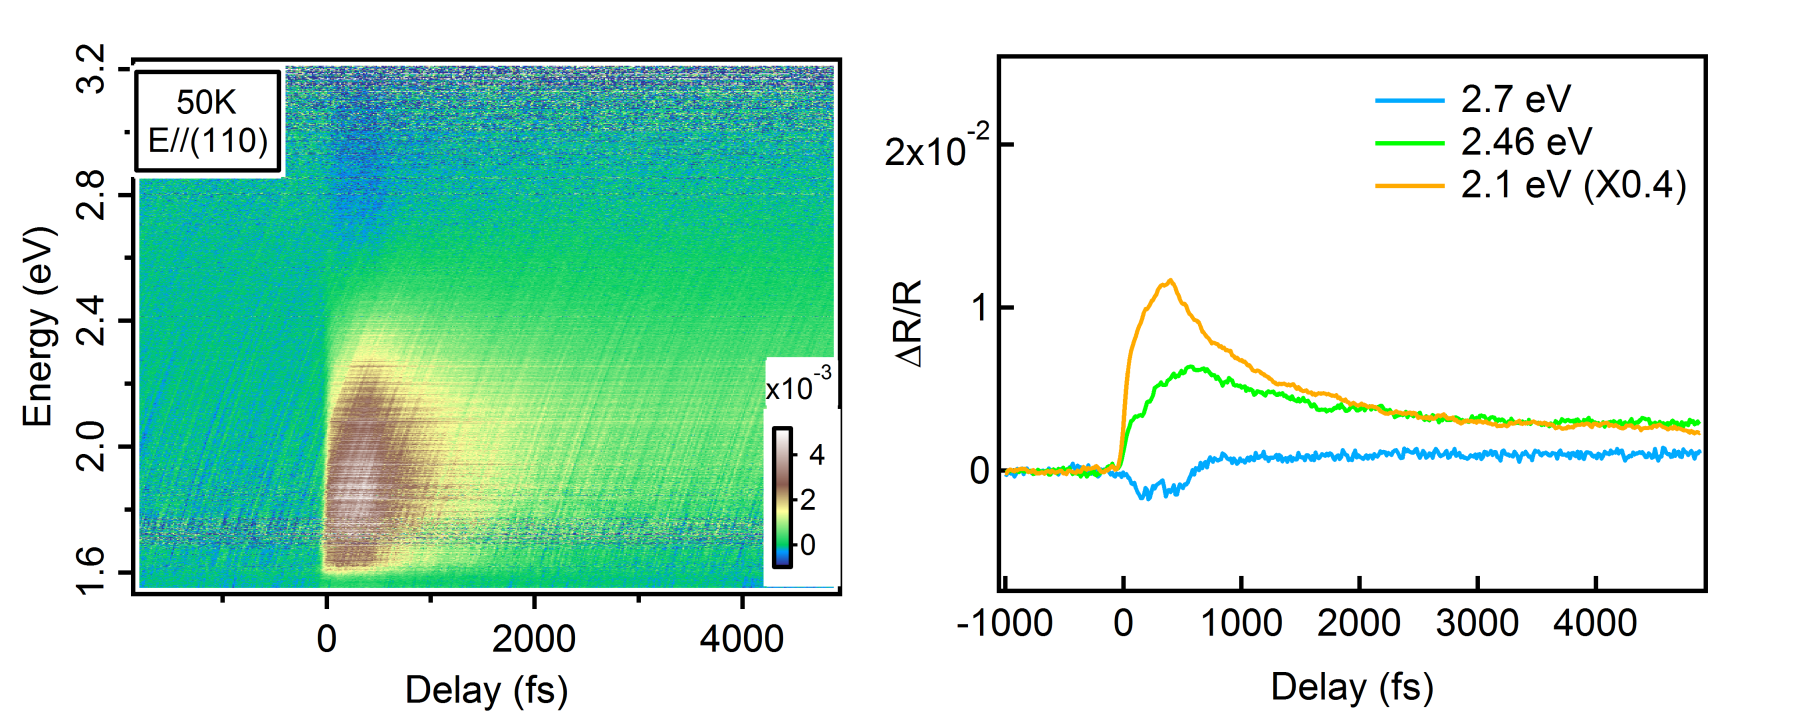 50K
E//(110)
3.2
2.8
2.4
2.0
1.6
Energy (eV)
0
2000
4000
Delay (fs)
x10-3
4
2
0
2.7 eV
2.46 eV
2.1 eV (X0.4)
2x10-2
1
0
ΔR/R
-1000
0
1000
2000
3000
4000
Delay (fs)